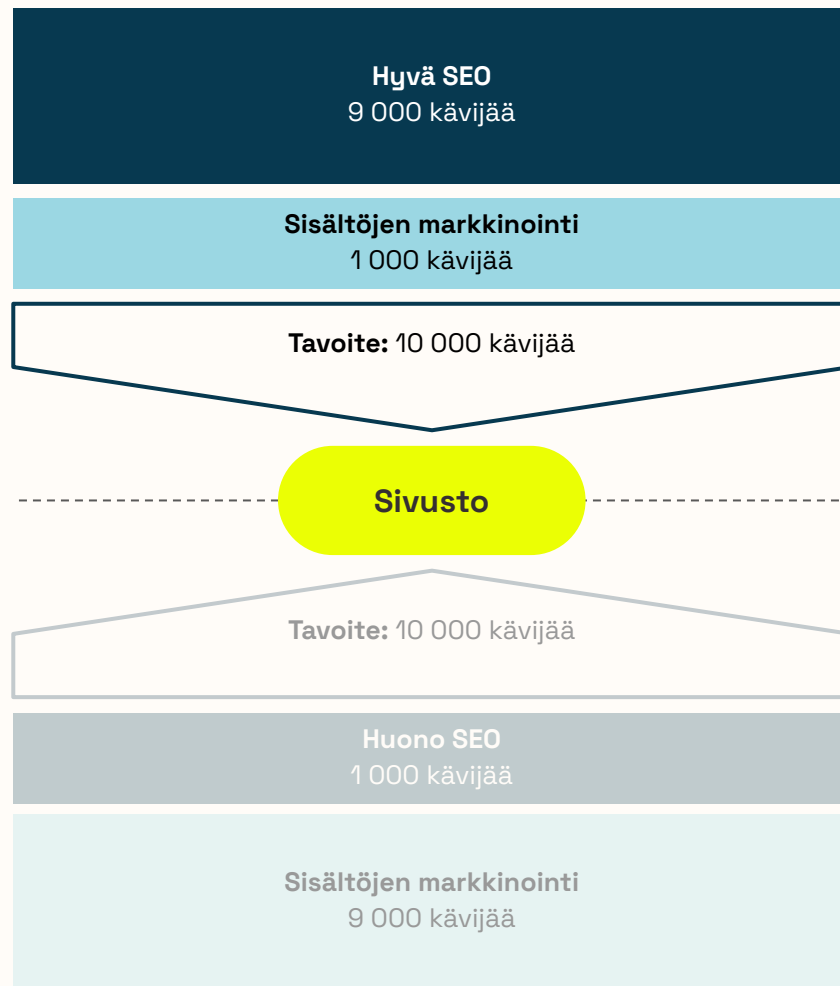 Hyvä SEO
9 000 kävijää
Sisältöjen markkinointi
1 000 kävijää
Tavoite: 10 000 kävijää
Sivusto
Tavoite: 10 000 kävijää
Huono SEO
1 000 kävijää
Sisältöjen markkinointi
9 000 kävijää